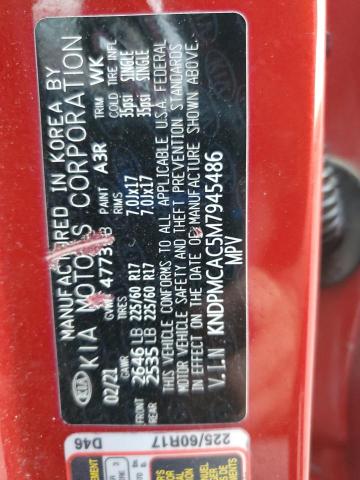 MANUFACTURED IN KOREA BY
KIA KIA MOTORS CORPORATION
02/21 GVWR PAINT A3R TRIM WK
GAWR TIRES RIMS COLD TIRE INFL
FRONT 2646 LB 225/60 R17 7.0JX17 35psi SINGLE
REAR 2535 LB 225/60 R17 7.0JX17 35psi SINGLE
THIS VEHICLE CONFORMS TO ALL APPLICABLE U.S.A. FEDERAL
MOTOR VEHICLE SAFETY AND THEFT PREVENTION STANDARDS
IN EFFECT ON THE DATE OF MANUFACTURE SHOWN ABOVE.
V.I.N KNDPMCAC5M7945486
MPV
D46
225/60R17